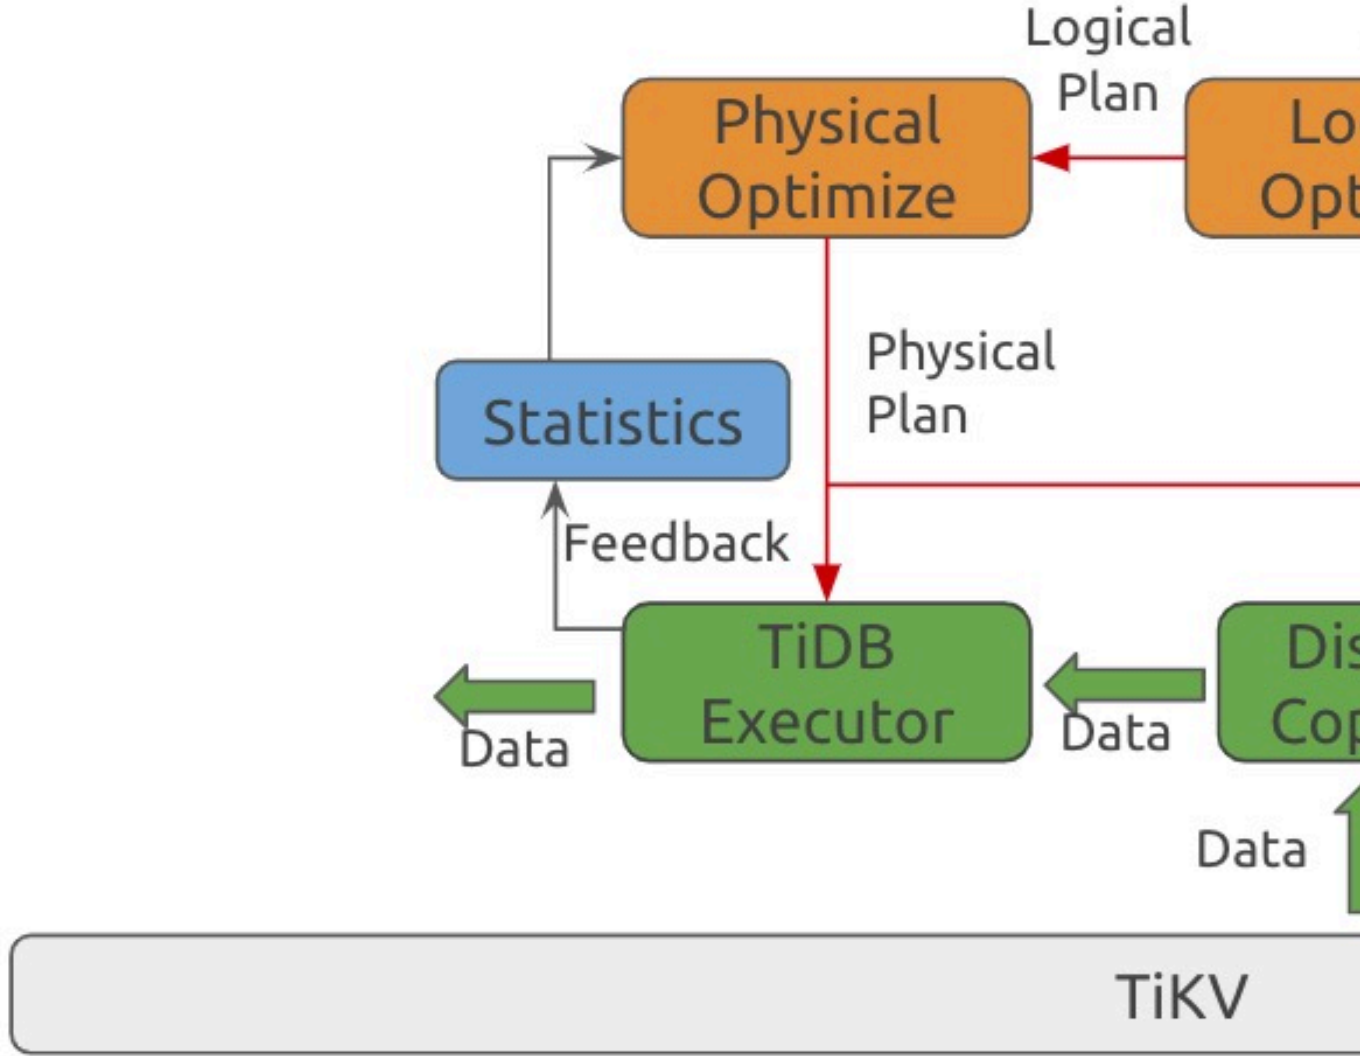 Logical
Plan
Physical
Optimize
Physical
Plan
Statistics
Feedback
TiDB
Executor
Data
Data
Data
TiKV